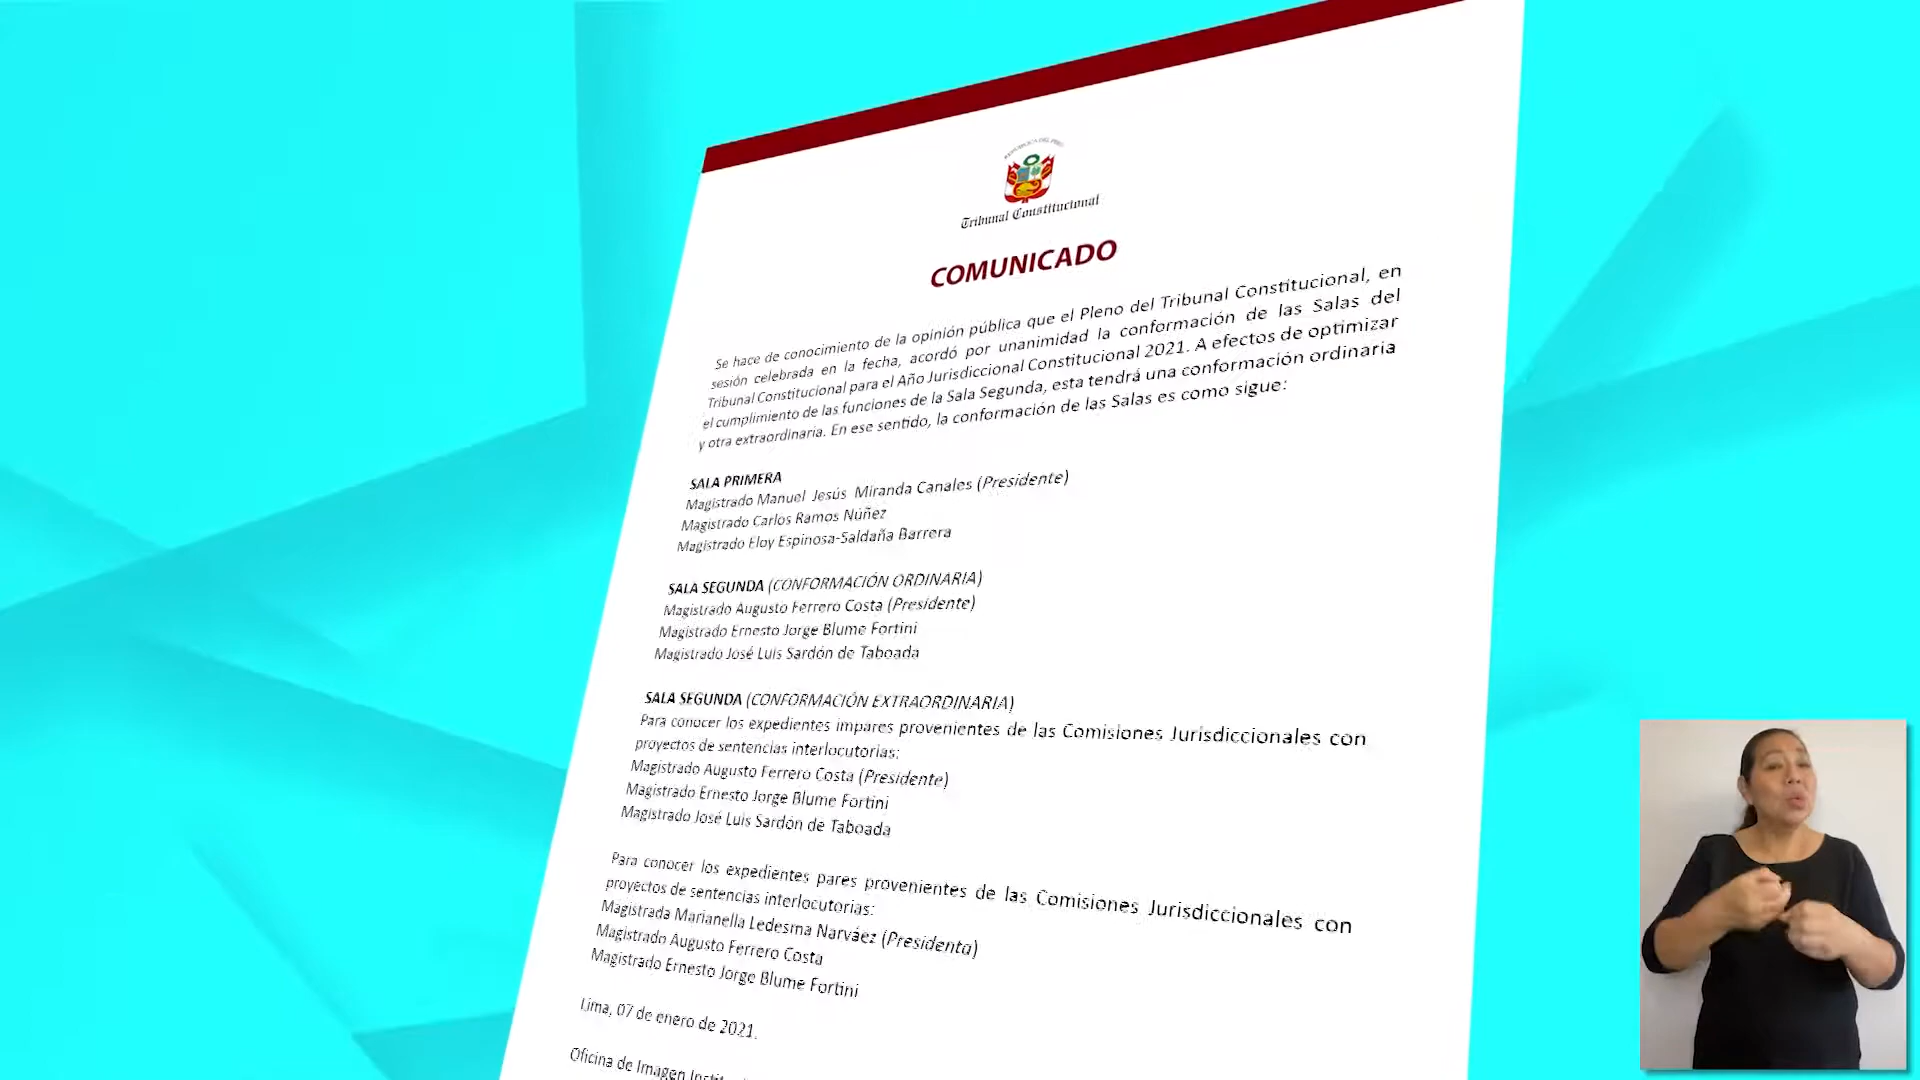 REPÚBLICA DEL PERÚ
Tribunal Constitucional
COMUNICADO
Se hace de conocimiento de la opinión pública que el Pleno del Tribunal Constitucional, en
sesión celebrada en la fecha, acordó por unanimidad la conformación de las Salas del
Tribunal Constitucional para el Año Jurisdiccional Constitucional 2021. A efectos de optimizar
el cumplimiento de las funciones de la Sala Segunda, esta tendrá una conformación ordinaria
y otra extraordinaria. En ese sentido, la conformación de las Salas es como sigue:
SALA PRIMERA
Magistrado Manuel Jesús Miranda Canales (Presidente)
Magistrado Carlos Ramos Núñez
Magistrado Eloy Espinosa-Saldaña Barrera
SALA SEGUNDA (CONFORMACIÓN ORDINARIA)
Magistrado Augusto Ferrero Costa (Presidente)
Magistrado Ernesto Jorge Blume Fortini
Magistrado José Luis Sardón de Taboada
SALA SEGUNDA (CONFORMACIÓN EXTRAORDINARIA)
Para conocer los expedientes impares provenientes de las Comisiones Jurisdiccionales con
proyectos de sentencias interlocutorias:
Magistrado Augusto Ferrero Costa (Presidente)
Magistrado Ernesto Jorge Blume Fortini
Magistrado José Luis Sardón de Taboada
Para conocer los expedientes pares provenientes de las Comisiones Jurisdiccionales con
proyectos de sentencias interlocutorias:
Magistrada Marianella Ledesma Narváez (Presidenta)
Magistrado Augusto Ferrero Costa
Magistrado Ernesto Jorge Blume Fortini
Lima, 07 de enero de 2021.
Oficina de Imagen